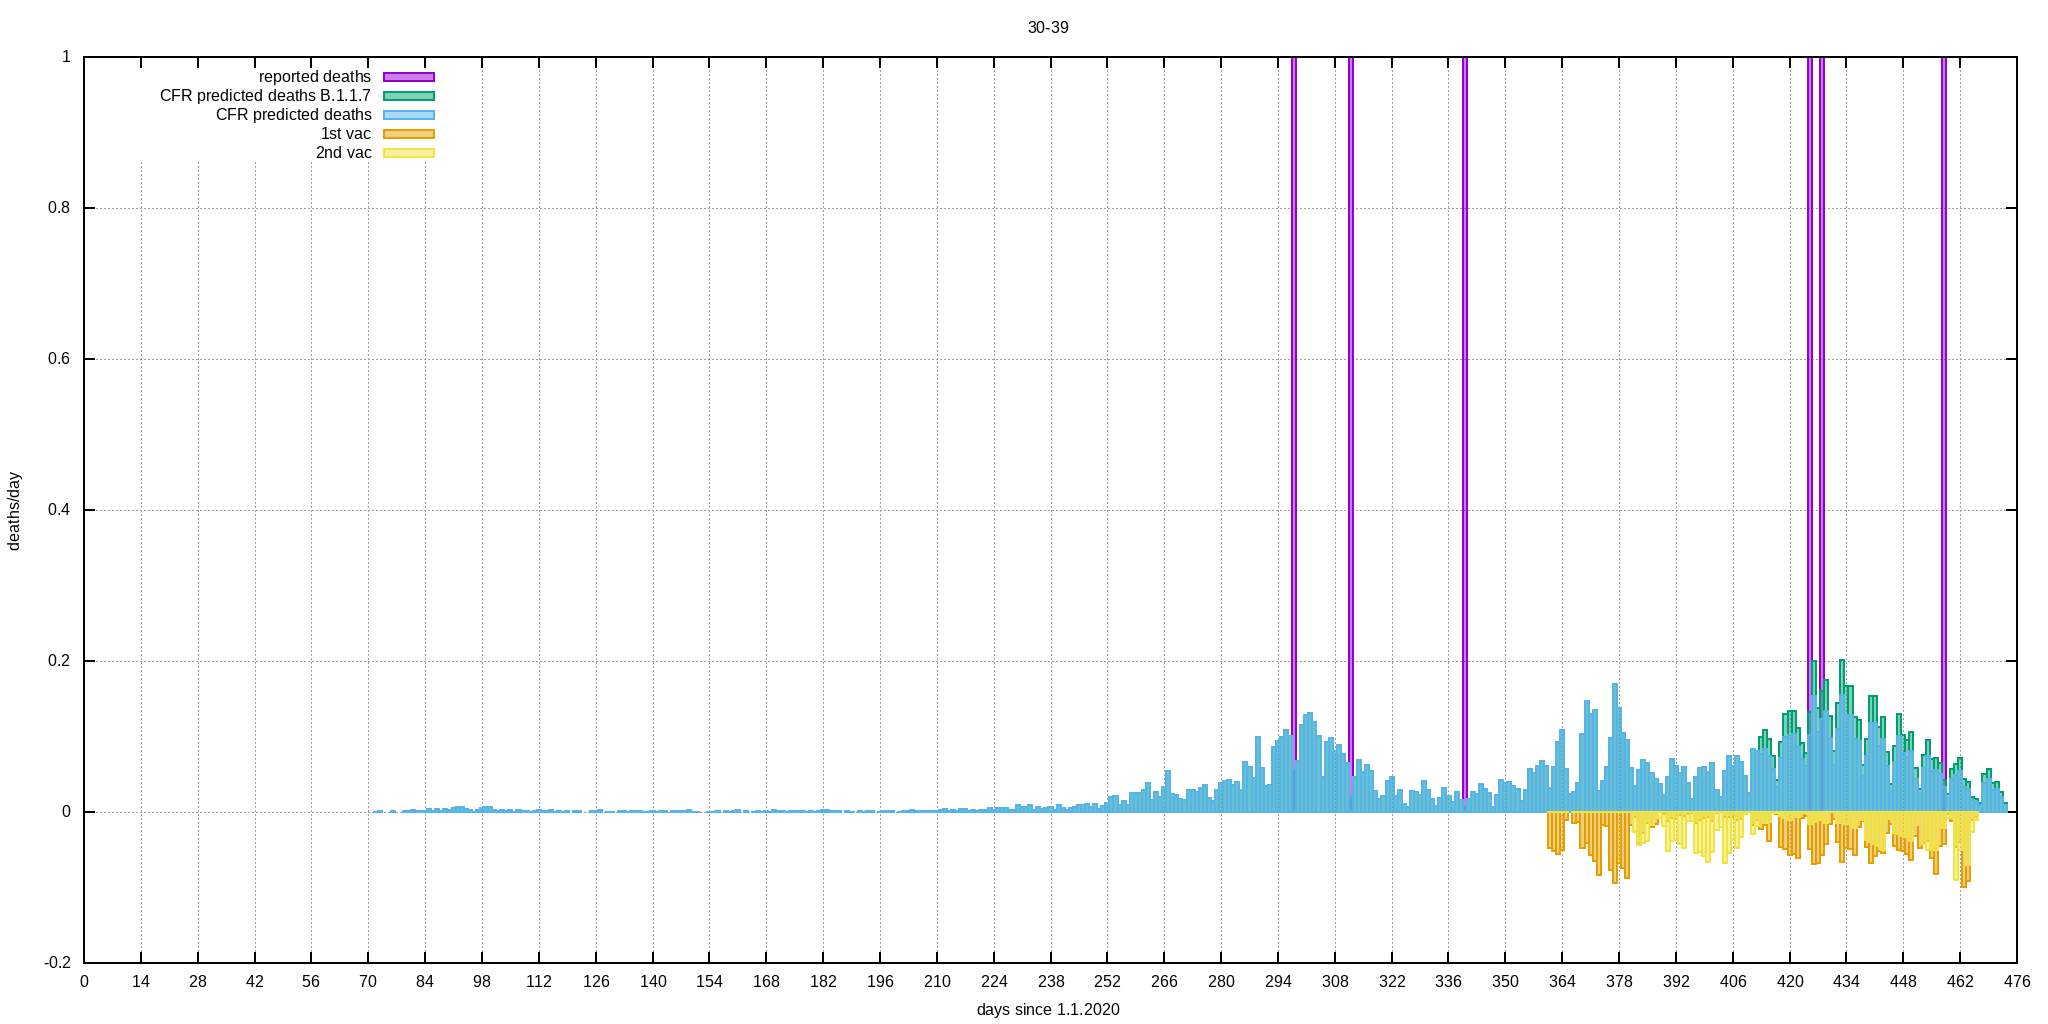 30-39
reported deaths
CFR predicted deaths B.1.1.7
CFR predicted deaths
1st vac
2nd vac
1
0.8
0.6
0.4
0.2
0
-0.2
deaths/day
0 14 28 42 56 70 84 98 112 126 140 154 168 182 196 210 224 238 252 266 280 294 308 322 336 350 364 378 392 406 420 434 448 462 476
days since 1.1.2020